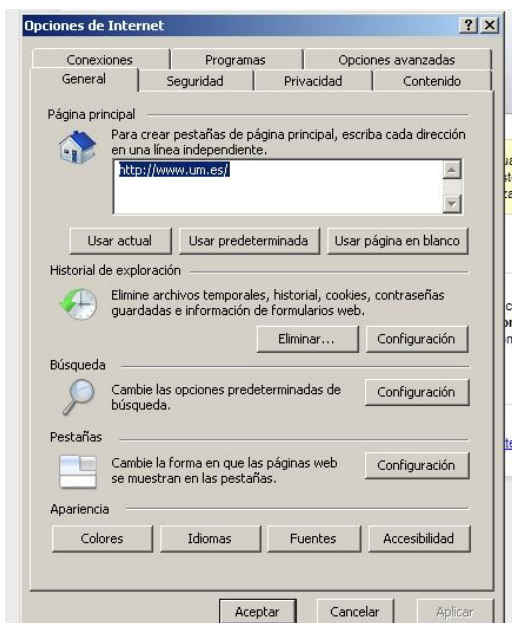 Opciones de Internet
Conexiones Programas Opciones avanzadas
General Seguridad Privacidad Contenido
Página principal
Para crear pestañas de página principal, escriba cada dirección
en una línea independiente.
http://www.um.es/
Usar actual Usar predeterminada Usar página en blanco
Historial de exploración
Elimine archivos temporales, historial, cookies, contraseñas
guardadas e información de formularios web.
Eliminar... Configuración
Búsqueda
Cambie las opciones predeterminadas de
búsqueda.
Configuración
Pestañas
Cambie la forma en que las páginas web
se muestran en las pestañas.
Configuración
Apariencia
Colores Idiomas Fuentes Accesibilidad
Aceptar Cancelar Aplicar